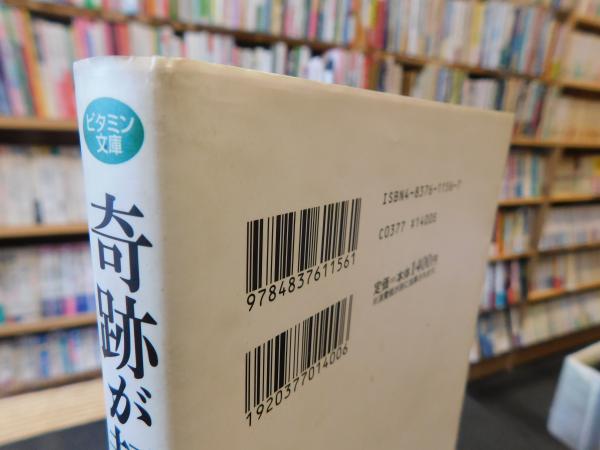 ビタミン
文庫
奇跡が
ISBN4-8376-1156-7
C0377 ¥1400E
定価=本体1400円
9784837611561
1920377014006